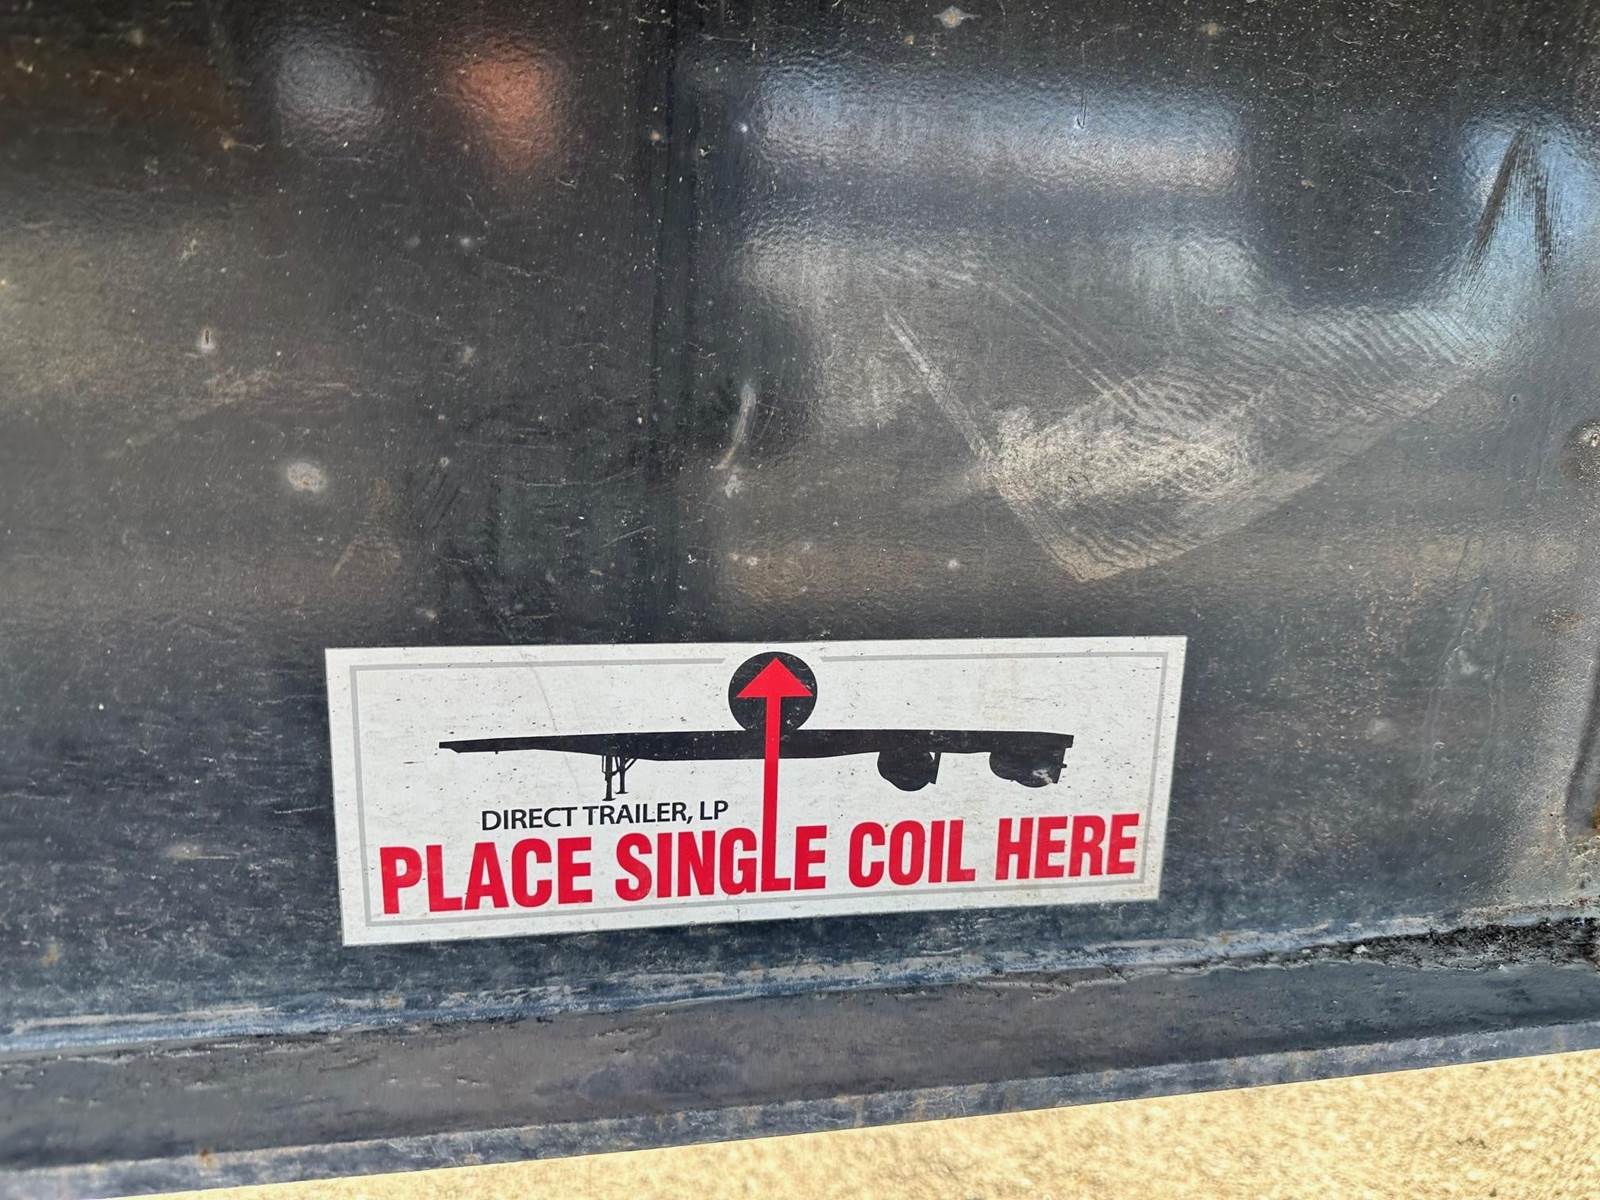 DIRECT TRAILER, LP
PLACE SINGLE COIL HERE